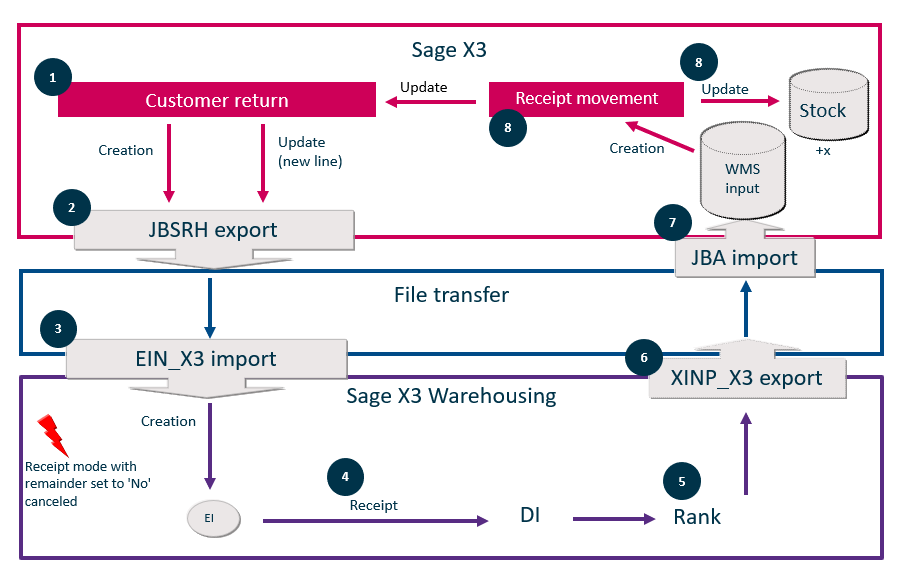 Sage X3
1
Customer return
Update
Receipt movement
8
8
Update
Stock
+x
Creation
Update
(new line)
Creation
WMS
input
2
JBSRH export
7
JBA import
File transfer
3
EIN_X3 import
6
XINP_X3 export
Sage X3 Warehousing
Creation
Receipt mode with
remainder set to 'No'
canceled
4
Receipt
5
EI
DI
Rank